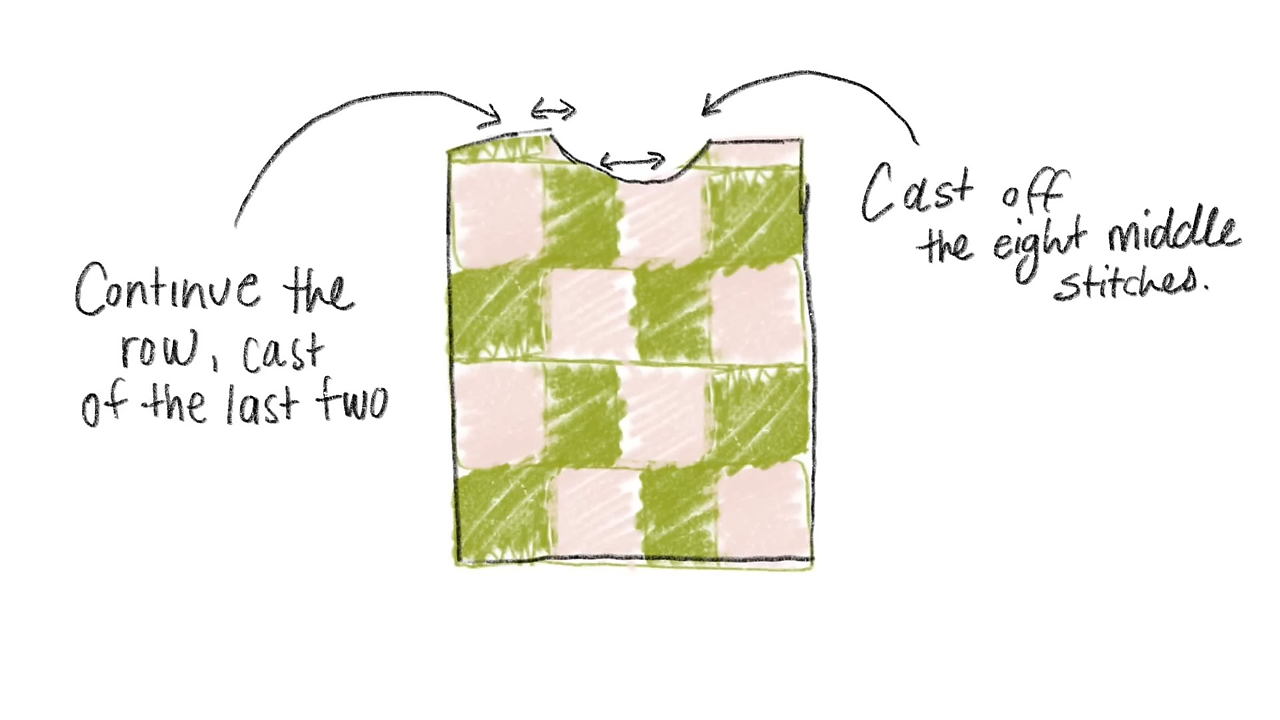 Continue the
row, cast
of the last two
Cast off
the eight middle
stitches.